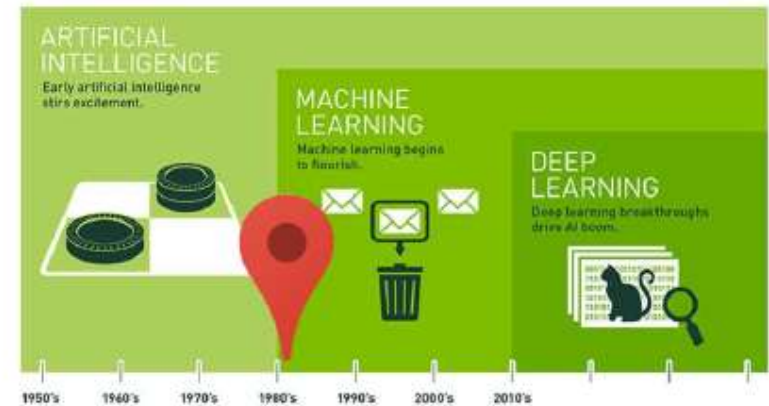 ARTIFICIAL
INTELLIGENCE
Early artificial intelligence
stirs excitement.
MACHINE
LEARNING
Machine learning begins
to flourish.
DEEP
LEARNING
Deep learning breakthroughs
drive AI boom.
1950's 1960's 1970's 1980's 1990's 2000's 2010's